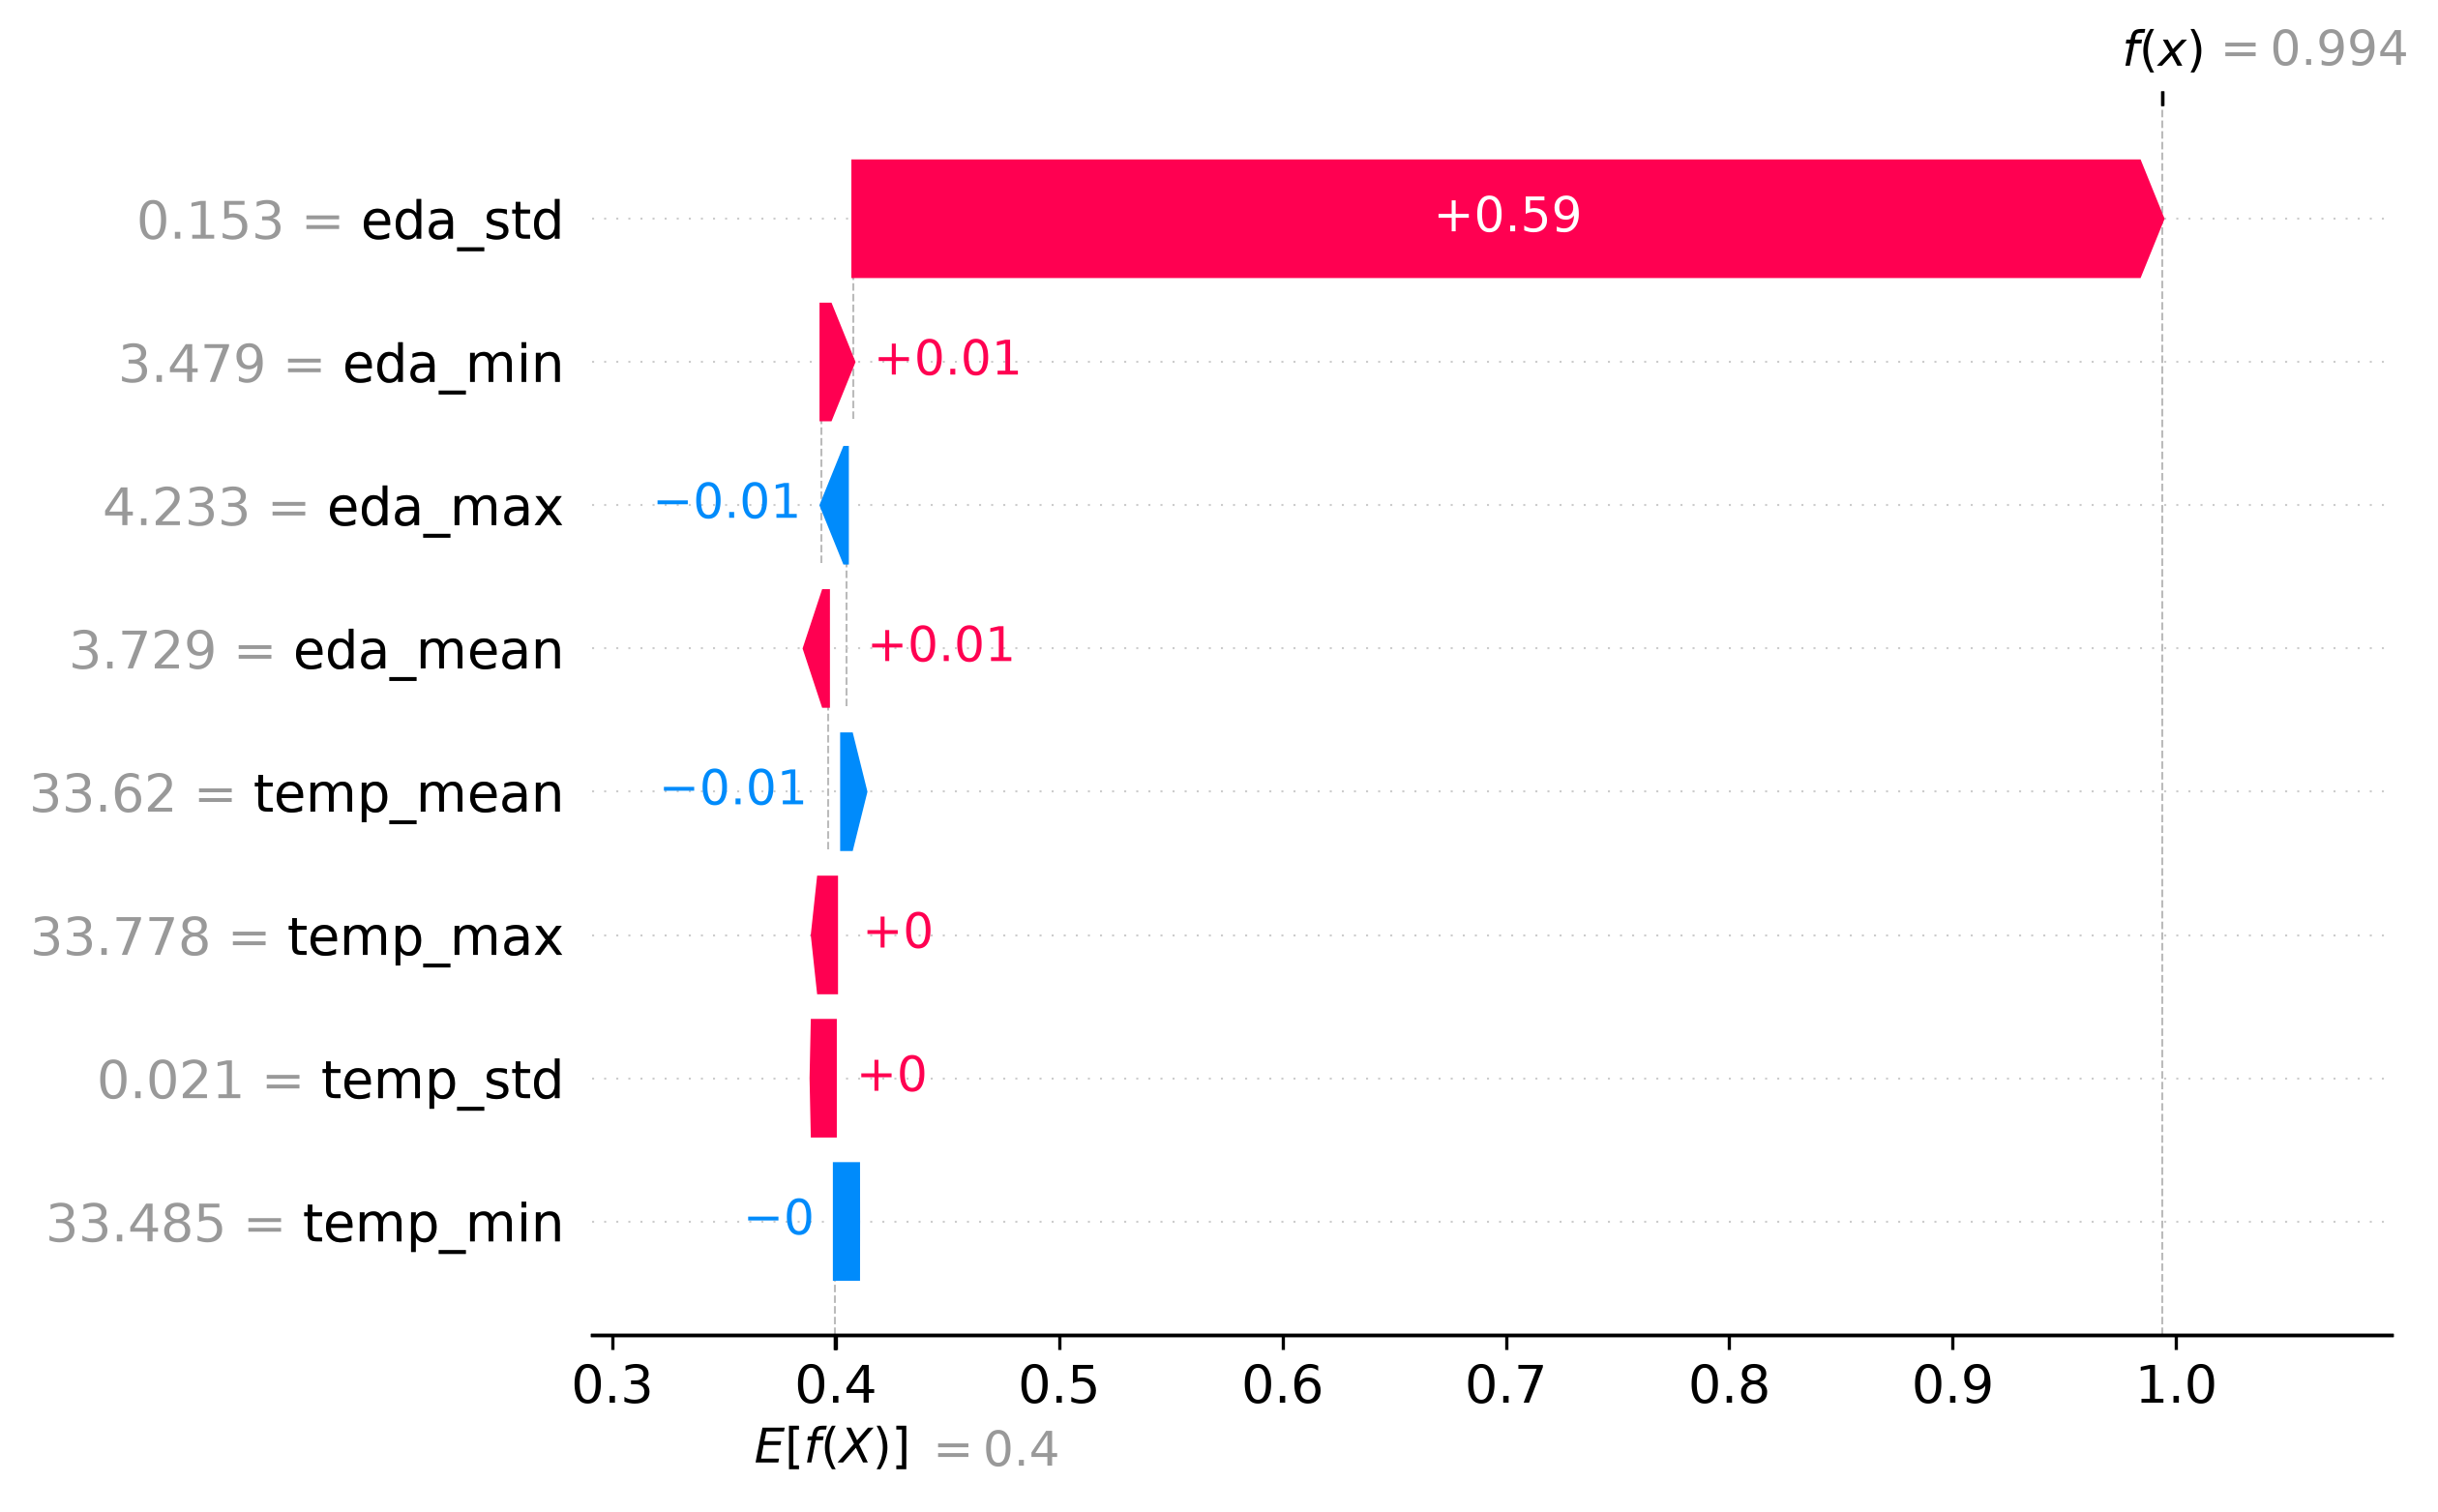 f(x) = 0.994
0.153 = eda_std +0.59
3.479 = eda_min +0.01
4.233 = eda_max −0.01
3.729 = eda_mean +0.01
33.62 = temp_mean −0.01
33.778 = temp_max +0
0.021 = temp_std +0
33.485 = temp_min −0
0.3 0.4 0.5 0.6 0.7 0.8 0.9 1.0
E[f(X)] = 0.4